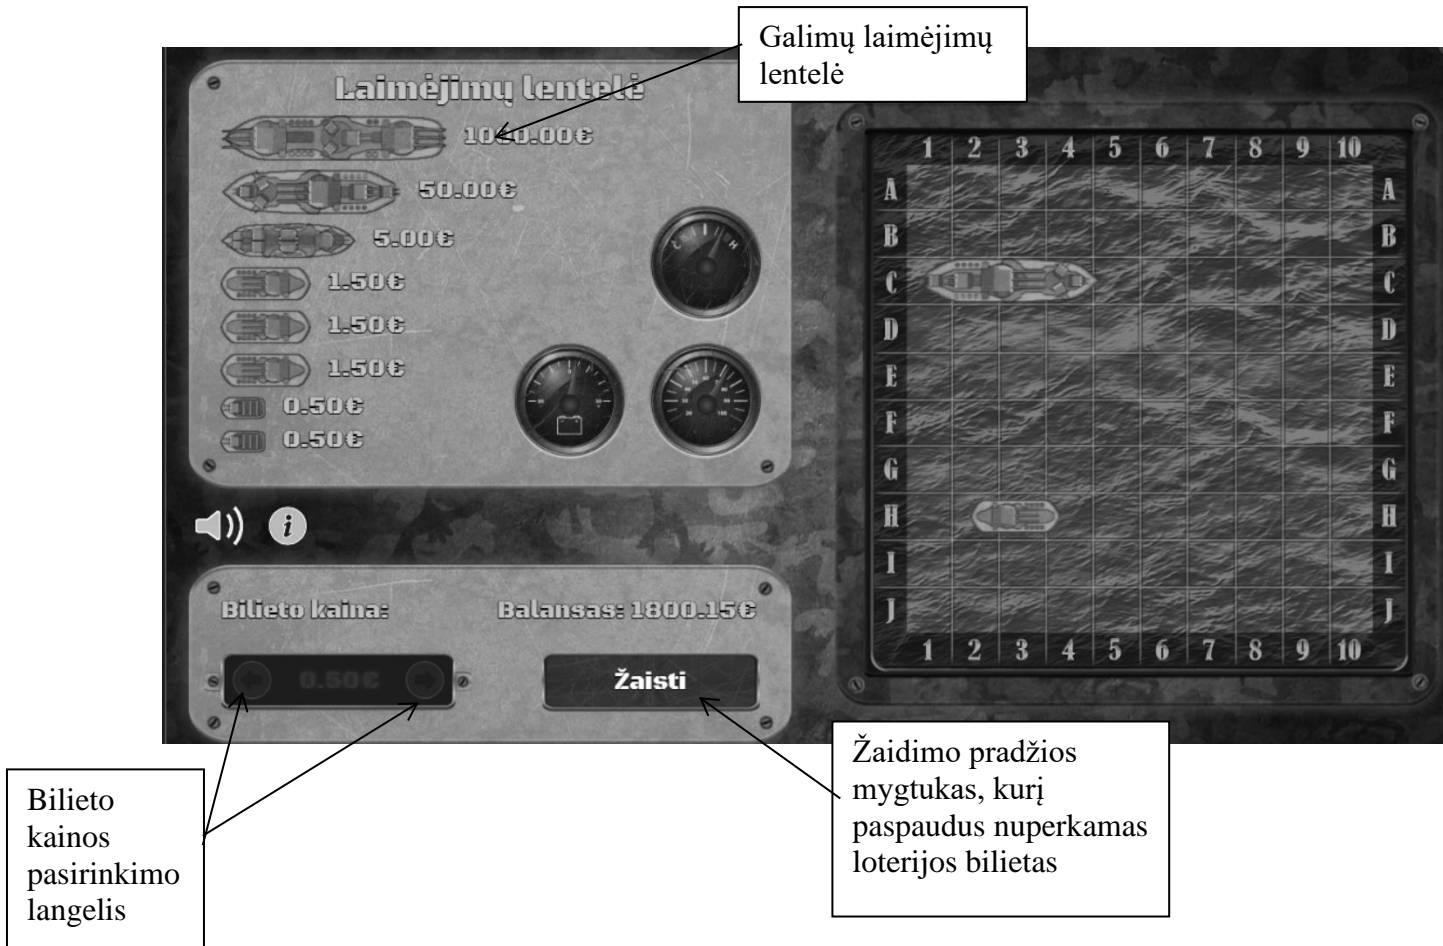 Galimų laimėjimų
lentelė
Laimėjimų lentelė
1000.00€
50.00€
5.00€
1.50€
1.50€
1.50€
0.50€
0.50€
C H
1 2 3 4 5 6 7 8 9 10
A A
B B
C C
D D
E E
F F
G G
H H
I I
J J
1 2 3 4 5 6 7 8 9 10
i
Bilieto kaina: Balansas: 1800.15€
0.50€ Žaisti
Žaidimo pradžios
mygtukas, kurį
paspaudus nuperkamas
loterijos bilietas
Bilieto
kainos
pasirinkimo
langelis